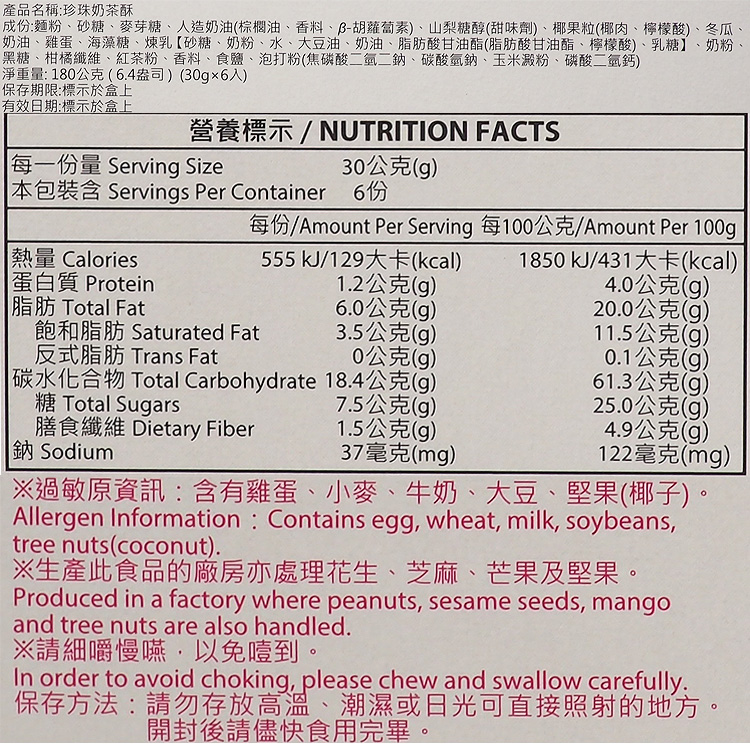 產品名稱:珍珠奶茶酥
成份:麵粉、砂糖、麥芽糖、人造奶油(棕櫚油、香料、β-胡蘿蔔素)、山梨糖醇(甜味劑)、椰果粒(椰肉、檸檬酸)、冬瓜、
奶油、雞蛋、海藻糖、煉乳【砂糖、奶粉、水、大豆油、奶油、脂肪酸甘油酯(脂肪酸甘油酯、檸檬酸)、乳糖】、奶粉、
黑糖、柑橘纖維、紅茶粉、香料、食鹽、泡打粉(焦磷酸二氫二鈉、碳酸氫鈉、玉米澱粉、磷酸二氫鈣)
淨重量: 180公克 ( 6.4盎司 ) (30g×6入)
保存期限:標示於盒上
有效日期:標示於盒上
營養標示 / NUTRITION FACTS
每一份量 Serving Size 30公克(g)
本包裝含 Servings Per Container 6份
每份/Amount Per Serving 每100公克/Amount Per 100g
熱量 Calories 555 kJ/129大卡(kcal) 1850 kJ/431大卡(kcal)
蛋白質 Protein 1.2公克(g) 4.0公克(g)
脂肪 Total Fat 6.0公克(g) 20.0公克(g)
飽和脂肪 Saturated Fat 3.5公克(g) 11.5公克(g)
反式脂肪 Trans Fat 0公克(g) 0.1公克(g)
碳水化合物 Total Carbohydrate 18.4公克(g) 61.3公克(g)
糖 Total Sugars 7.5公克(g) 25.0公克(g)
膳食纖維 Dietary Fiber 1.5公克(g) 4.9公克(g)
鈉 Sodium 37毫克(mg) 122毫克(mg)
※過敏原資訊：含有雞蛋、小麥、牛奶、大豆、堅果(椰子)。
Allergen Information：Contains egg, wheat, milk, soybeans,
tree nuts(coconut).
※生產此食品的廠房亦處理花生、芝麻、芒果及堅果。
Produced in a factory where peanuts, sesame seeds, mango
and tree nuts are also handled.
※請細嚼慢嚥，以免噎到。
In order to avoid choking, please chew and swallow carefully.
保存方法：請勿存放高溫、潮濕或日光可直接照射的地方。
開封後請儘快食用完畢。